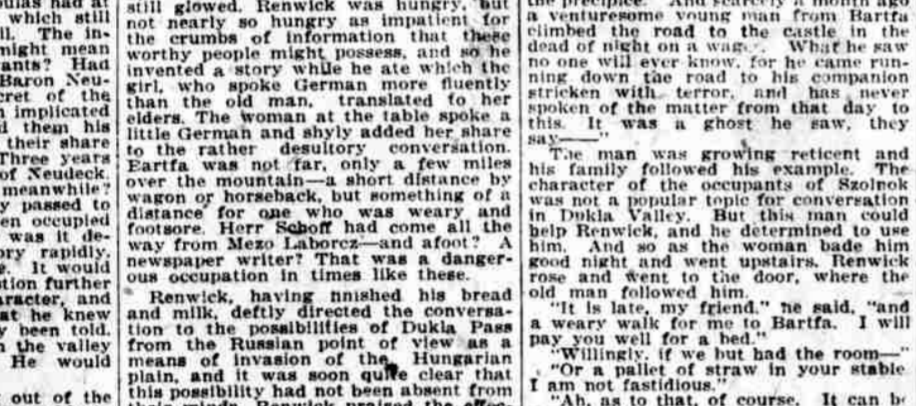 oulas had at
which still
ll. The in-
might mean
ants? Had
Baron Neu-
cret of the
implicated
d them his
their share
Three years
of Neudeck.
meanwhile?
y passed to
en occupied
was it de-
ory rapidly.
It would
tion further
aracter, and
at he knew
y been told.
the valley
He would
out of the
still glowed. Renwick was hungry, but
not nearly so hungry as impatient for
the crumbs of information that these
worthy people might possess, and so he
invented a story while he ate which the
girl, who spoke German more fluently
than the old man, translated to her
elders. The woman at the table spoke a
little German and shyly added her share
to the rather desultory conversation.
Eartfa was not far, only a few miles
over the mountain—a short distance by
wagon or horseback, but something of a
distance for one who was weary and
footsore. Herr Schoff had come all the
way from Mezo Laborcz—and afoot? A
newspaper writer? That was a danger-
ous occupation in times like these.
Renwick, having finished his bread
and milk, deftly directed the conversa-
tion to the possibilities of Dukla Pass
from the Russian point of view as a
means of invasion of the Hungarian
plain, and it was soon quite clear that
this possibility had not been absent from
their minds. Renwick praised the
the precipice. And scarcely a month ago
a venturesome young man from Bartfa
climbed the road to the castle in the
dead of night on a What he saw
no one will ever know, for he came run-
ning down the road to his companion
stricken with terror, and has never
spoken of the matter from that day to
this. It was a ghost he saw, they
say——"
The man was growing reticent and
his family followed his example. The
character of the occupants of Szolnok
was not a popular topic for conversation
in Dukla Valley. But this man could
help Renwick, and he determined to use
him. And so as the woman bade him
good night and went upstairs, Renwick
rose and went to the door, where the
old man followed him.
"It is late, my friend," he said, "and
a weary walk for me to Bartfa. I will
pay you well for a bed."
"Willingly, if we but had the room—"
"Or a pallet of straw in your stable
I am not fastidious."
"Ah, as to that, of course. It can be